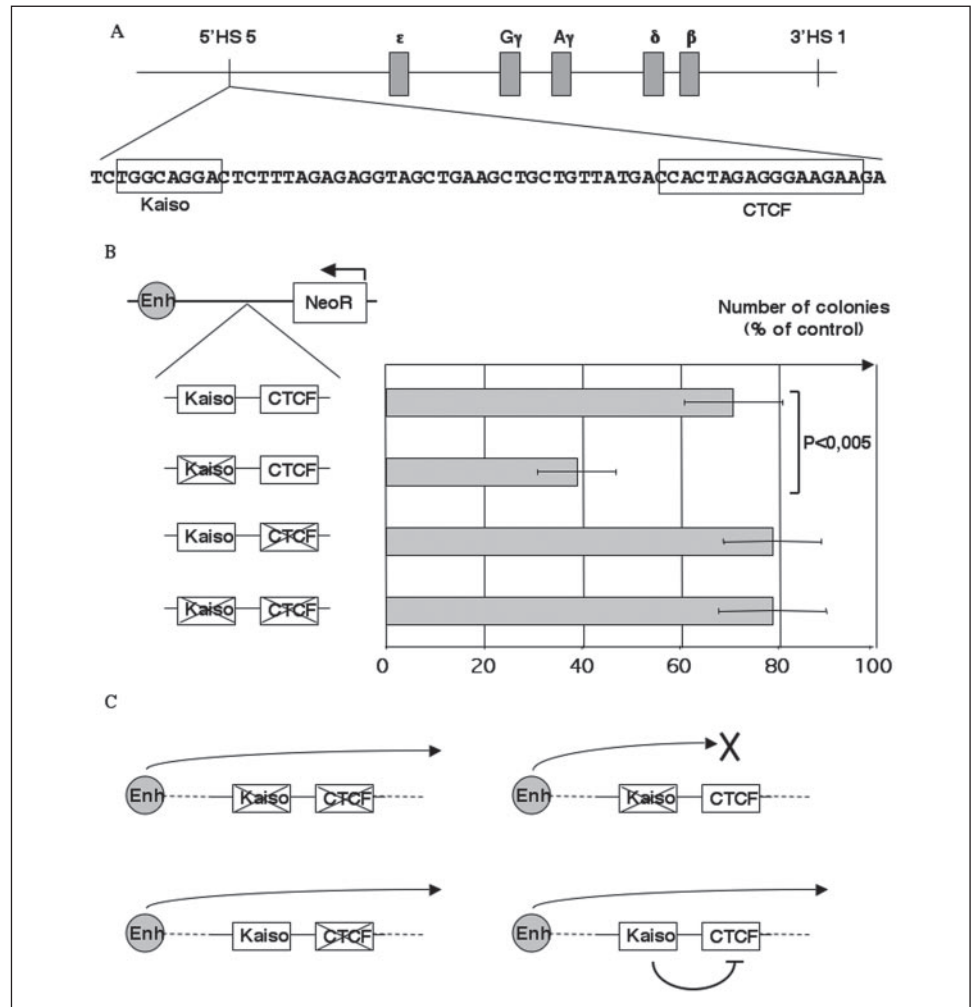 A
5'HS 5 ε Gγ Aγ δ β 3'HS 1
TCTGGCAGGACTCTTTAGAGAGGTAGCTGAAGCTGCTGTTATGACCACTAGAGGGAAGAAGA
Kaiso CTCF
B
Enh NeoR
Number of colonies
(% of control)
Kaiso CTCF
P<0,005
Kaiso CTCF
Kaiso CTCF
Kaiso CTCF
0 20 40 60 80 100
C
Enh Kaiso CTCF Enh Kaiso CTCF
Enh Kaiso CTCF Enh Kaiso CTCF